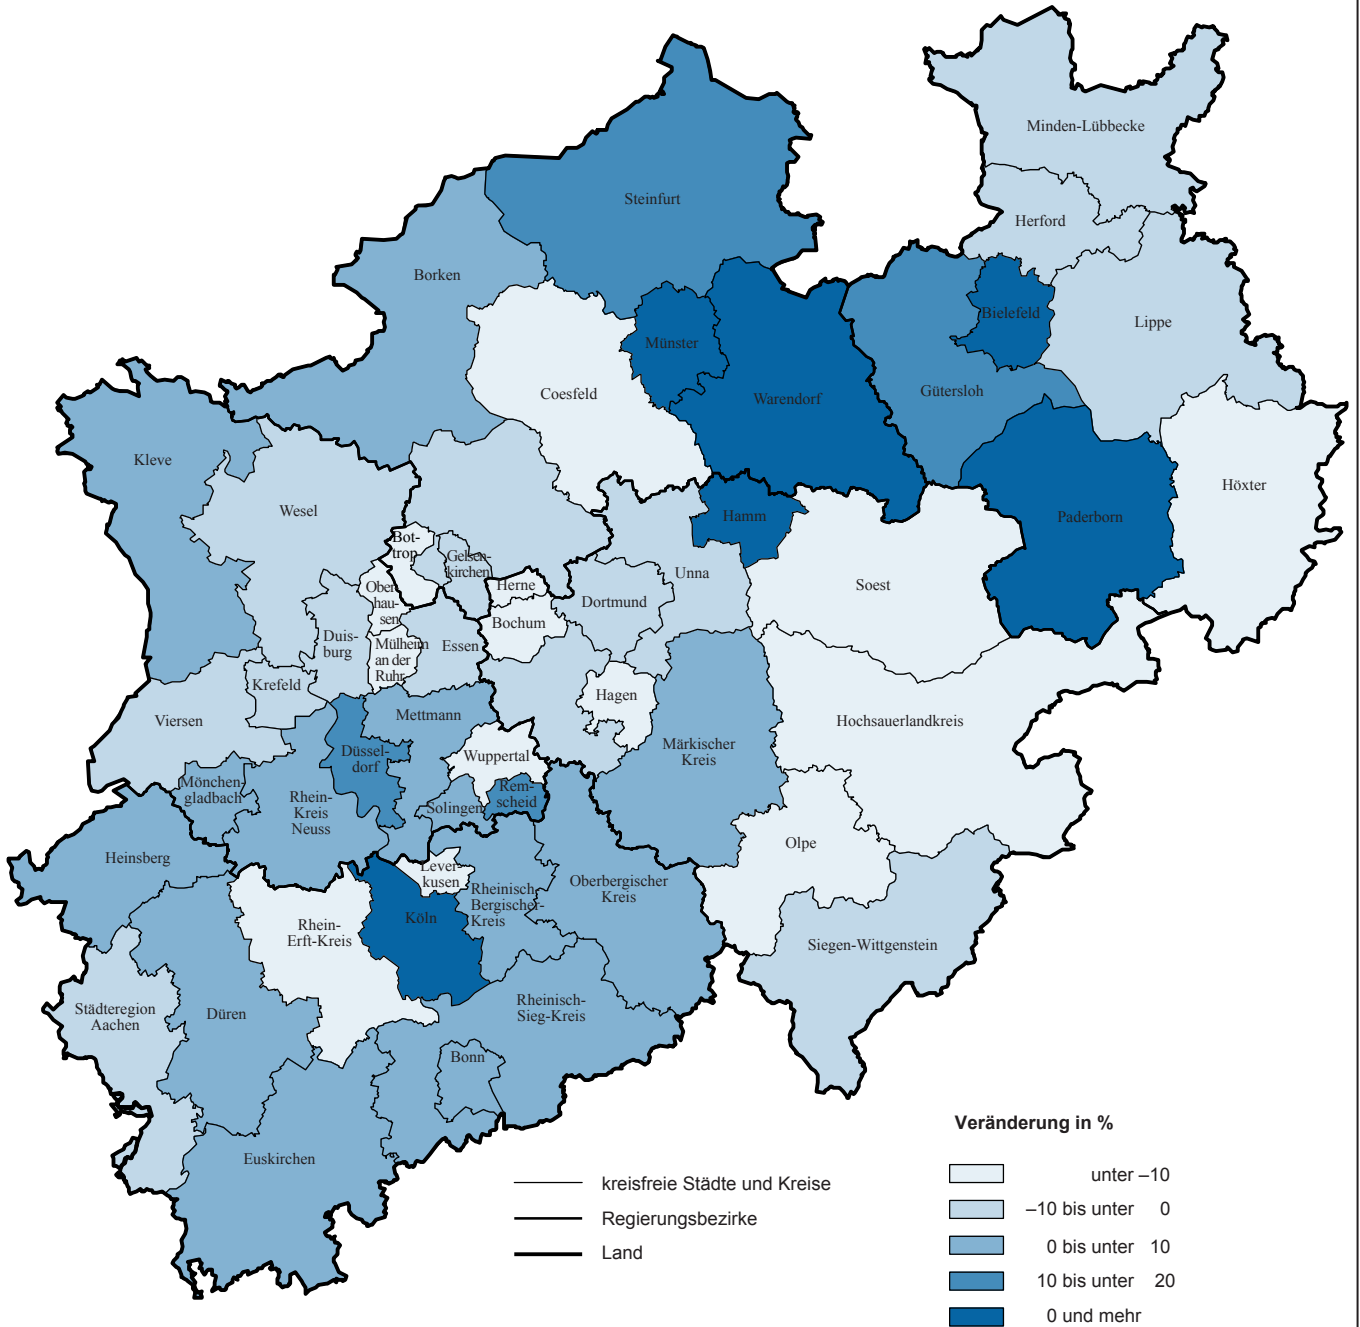 Minden-Lübbecke
Steinfurt
Herford
Borken
Bielefeld
Lippe
Münster
Coesfeld
Warendorf
Gütersloh
Kleve
Höxter
Wesel
Hamm
Paderborn
Bot-
trop
Gelsen-
kirchen
Unna
Soest
Ober-
hau-
sen
Herne
Dortmund
Bochum
Duis-
burg
Mülheim
an der
Ruhr
Essen
Krefeld
Hagen
Viersen
Mettmann
Hochsauerlandkreis
Düssel-
dorf
Wuppertal
Märkischer
Kreis
Mönchen-
gladbach
Rhein-
Kreis
Neuss
Solingen
Rem-
scheid
Heinsberg
Olpe
Lever-
kusen
Rheinisch-
Bergischer-
Kreis
Oberbergischer
Kreis
Rhein-
Erft-Kreis
Köln
Siegen-Wittgenstein
Städteregion
Aachen
Düren
Rheinisch-
Sieg-Kreis
Bonn
Euskirchen
kreisfreie Städte und Kreise
Regierungsbezirke
Land
Veränderung in %
unter –10
–10 bis unter 0
0 bis unter 10
10 bis unter 20
0 und mehr